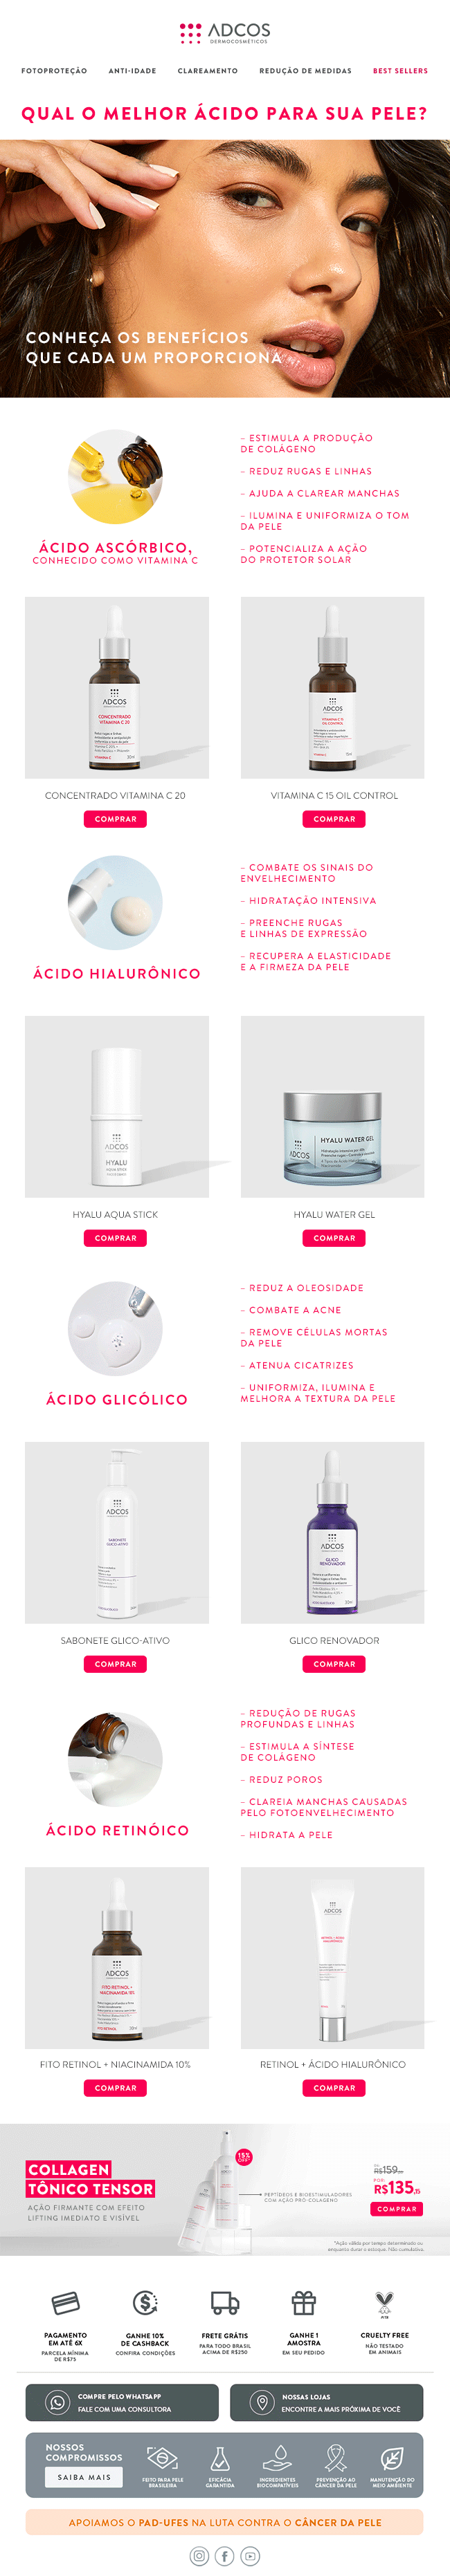 ADCOS
DERMOCOSMÉTICOS
FOTOPROTEÇÃO ANTI-IDADE CLAREAMENTO REDUÇÃO DE MEDIDAS BEST SELLERS
QUAL O MELHOR ÁCIDO PARA SUA PELE?
CONHEÇA OS BENEFÍCIOS
QUE CADA UM PROPORCIONA
ÁCIDO ASCÓRBICO,
CONHECIDO COMO VITAMINA C
– ESTIMULA A PRODUÇÃO
DE COLÁGENO
– REDUZ RUGAS E LINHAS
– AJUDA A CLAREAR MANCHAS
– ILUMINA E UNIFORMIZA O TOM
DA PELE
– POTENCIALIZA A AÇÃO
DO PROTETOR SOLAR
ADCOS
CONCENTRADO
VITAMINA C 20
ADCOS
VITAMINA C 15
OIL CONTROL
CONCENTRADO VITAMINA C 20
COMPRAR
VITAMINA C 15 OIL CONTROL
COMPRAR
ÁCIDO HIALURÔNICO
– COMBATE OS SINAIS DO
ENVELHECIMENTO
– HIDRATAÇÃO INTENSIVA
– PREENCHE RUGAS
E LINHAS DE EXPRESSÃO
– RECUPERA A ELASTICIDADE
E A FIRMEZA DA PELE
ADCOS
HYALU
AQUA STICK
ADCOS
HYALU WATER GEL
HYALU AQUA STICK
COMPRAR
HYALU WATER GEL
COMPRAR
ÁCIDO GLICÓLICO
– REDUZ A OLEOSIDADE
– COMBATE A ACNE
– REMOVE CÉLULAS MORTAS
DA PELE
– ATENUA CICATRIZES
– UNIFORMIZA, ILUMINA E
MELHORA A TEXTURA DA PELE
ADCOS
SABONETE
GLICO-ATIVO
ADCOS
GLICO
RENOVADOR
SABONETE GLICO-ATIVO
COMPRAR
GLICO RENOVADOR
COMPRAR
ÁCIDO RETINÓICO
– REDUÇÃO DE RUGAS
PROFUNDAS E LINHAS
– ESTIMULA A SÍNTESE
DE COLÁGENO
– REDUZ POROS
– CLAREIA MANCHAS CAUSADAS
PELO FOTOENVELHECIMENTO
– HIDRATA A PELE
ADCOS
FITO RETINOL +
NIACINAMIDA 10%
ADCOS
FITO RETINOL + NIACINAMIDA 10%
COMPRAR
RETINOL + ÁCIDO HIALURÔNICO
COMPRAR
COLLAGEN
TÔNICO TENSOR
AÇÃO FIRMANTE COM EFEITO
LIFTING IMEDIATO E VISÍVEL
15%
OFF*
PEPTÍDEOS E BIOESTIMULADORES
COM AÇÃO PRÓ-COLÁGENO
R$159
POR:
R$135,15
COMPRAR
*Ação válida por tempo determinado ou
enquanto durar o estoque. Não cumulativa.
PAGAMENTO
EM ATÉ 6X
PARCELA MÍNIMA
DE R$75
GANHE 10%
DE CASHBACK
CONFIRA CONDIÇÕES
FRETE GRÁTIS
PARA TODO BRASIL
ACIMA DE R$250
GANHE 1
AMOSTRA
EM SEU PEDIDO
CRUELTY FREE
NÃO TESTADO
EM ANIMAIS
COMPRE PELO WHATSAPP
FALE COM UMA CONSULTORA
NOSSAS LOJAS
ENCONTRE A MAIS PRÓXIMA DE VOCÊ
NOSSOS
COMPROMISSOS
SAIBA MAIS
FEITO PARA PELE
BRASILEIRA
EFICÁCIA
GARANTIDA
INGREDIENTES
BIOCOMPATÍVEIS
PREVENÇÃO AO
CÂNCER DA PELE
MANUTENÇÃO DO
MEIO AMBIENTE
APOIAMOS O PAD-UFES NA LUTA CONTRA O CÂNCER DA PELE